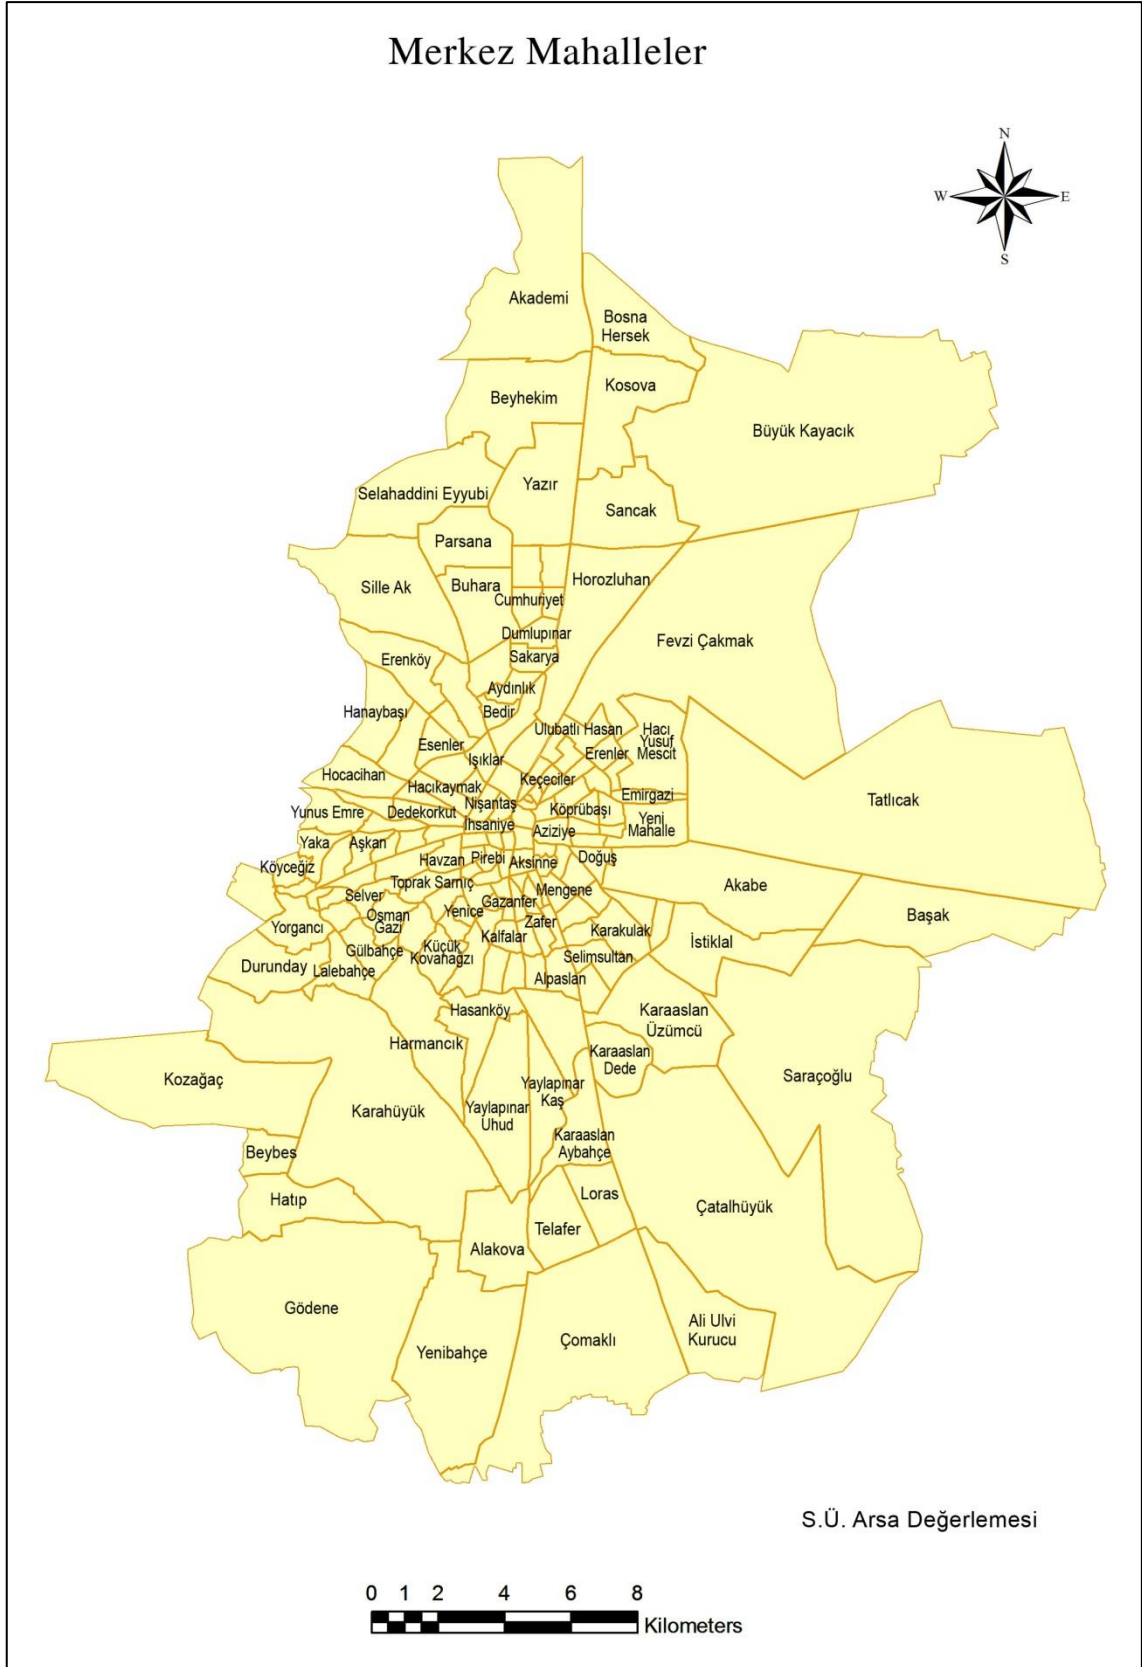 Merkez Mahalleler
N
W
E
S
Akademi
Bosna
Hersek
Kosova
Beyhekim
Büyük Kayacık
Yazır
Selahaddini Eyyubi
Sancak
Parsana
Horozluhan
Sille Ak
Buhara
Cumhuriyet
Dumlupınar
Fevzi Çakmak
Sakarya
Erenköy
Aydınlık
Hanaybaşı
Bedir
Ulubatlı Hasan
Hacı
Yusuf
Mescit
Esenler
Erenler
Işıklar
Hocacihan
Keçeciler
Hacıkaymak
Emirgazi
Tatlıcak
Nişantaş
Köprübaşı
Yunus Emre
Dedekorkut
Yeni
Mahalle
İhsaniye
Aziziye
Yaka
Aşkan
Havzan
Pirebi
Aksinne
Doğuş
Köyceğiz
Toprak Sarnıç
Mengene
Akabe
Selver
Gazanfer
Osman
Gazi
Yenice
Başak
Zafer
Yorgancı
Karakulak
Kalfalar
İstiklal
Gülbahçe
Küçük
Kovanağzı
Selimsultan
Durunday
Lalebahçe
Alpaslan
Hasanköy
Karaaslan
Üzümcü
Harmancık
Karaaslan
Dede
Kozağaç
Saraçoğlu
Yaylapınar
Kaş
Karahüyük
Yaylapınar
Uhud
Karaaslan
Aybahçe
Beybes
Hatıp
Loras
Çatalhüyük
Telafer
Alakova
Gödene
Ali Ulvi
Kurucu
Çomaklı
Yenibahçe
S.Ü. Arsa Değerlemesi
0 1 2 4 6 8
Kilometers